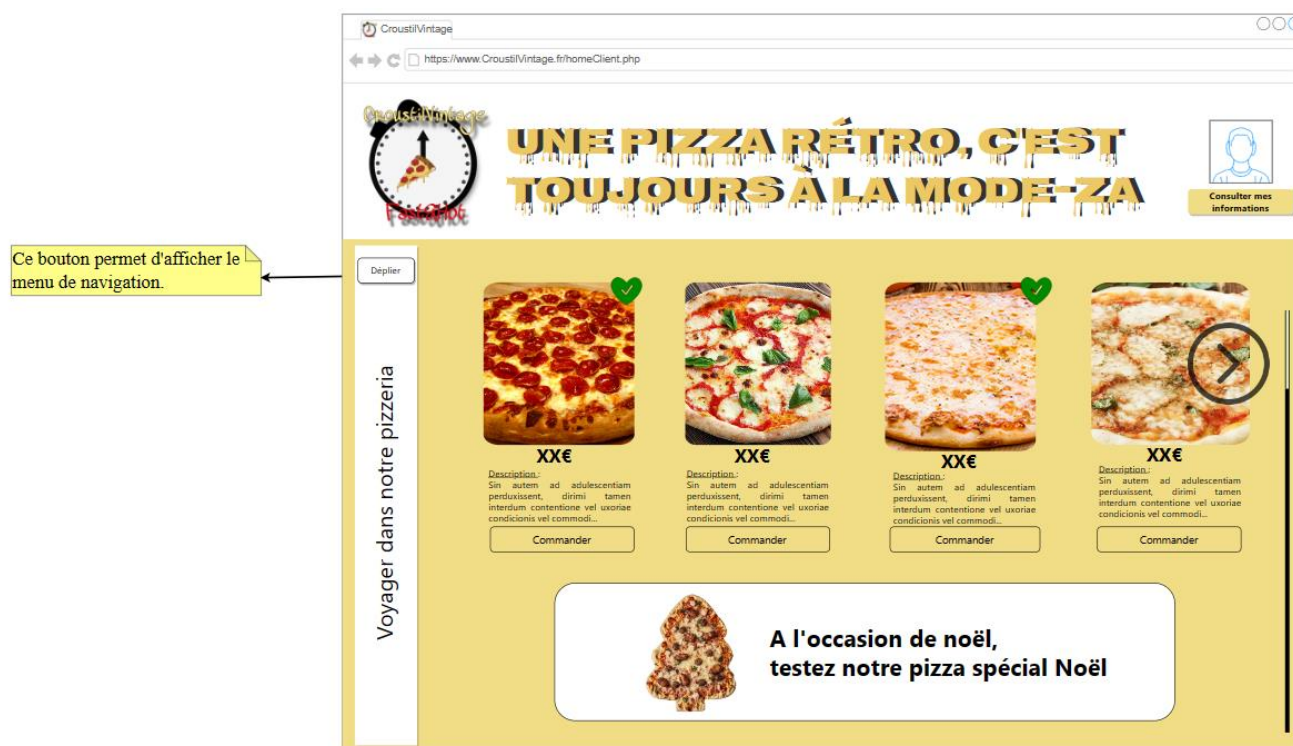 CroustilVintage
https://www.CroustilVintage.fr/homeClient.php
CroustilVintage
Fast&Hot
UNE PIZZA RÉTRO, C'EST
TOUJOURS À LA MODE-ZA
Consulter mes
informations
Ce bouton permet d'afficher le
menu de navigation.
Déplier
Voyager dans notre pizzeria
XX€
Description :
Sin autem ad adulescentiam
perduxissent, dirimi tamen
interdum contentione vel uxoriae
condicionis vel commodi...
Commander
XX€
Description :
Sin autem ad adulescentiam
perduxissent, dirimi tamen
interdum contentione vel uxoriae
condicionis vel commodi...
Commander
XX€
Description :
Sin autem ad adulescentiam
perduxissent, dirimi tamen
interdum contentione vel uxoriae
condicionis vel commodi...
Commander
XX€
Description :
Sin autem ad adulescentiam
perduxissent, dirimi tamen
interdum contentione vel uxoriae
condicionis vel commodi...
Commander
A l'occasion de noël,
testez notre pizza spécial Noël